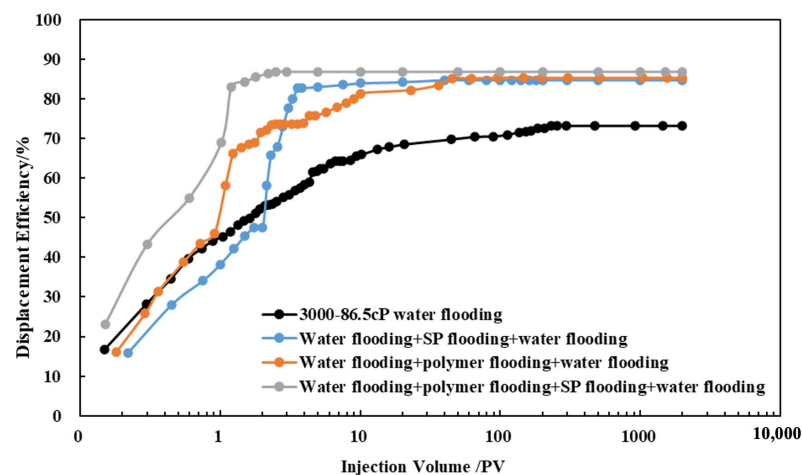 Displacement Efficiency/%
100
90
80
70
60
50
40
30
20
10
0
3000-86.5cP water flooding
Water flooding+SP flooding+water flooding
Water flooding+polymer flooding+water flooding
Water flooding+polymer flooding+SP flooding+water flooding
0 1 10 100 1000 10,000
Injection Volume /PV